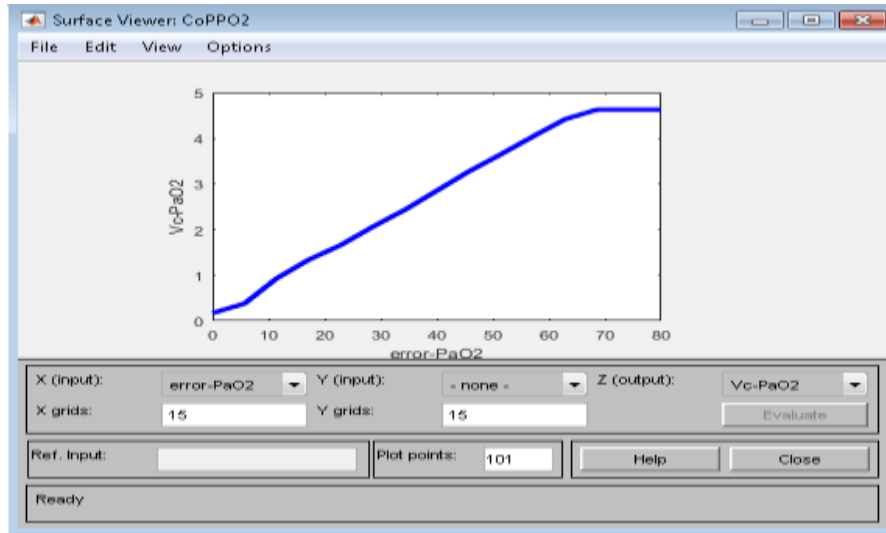 Surface Viewer: CoPPO2
File Edit View Options
5
4
3
2
1
0
Vc-PaO2
0 10 20 30 40 50 60 70 80
error-PaO2
X (input): error-PaO2 Y (input): - none - Z (output): Vc-PaO2
X grids: 15 Y grids: 15 Evaluate
Ref. Input: Plot points: 101 Help Close
Ready